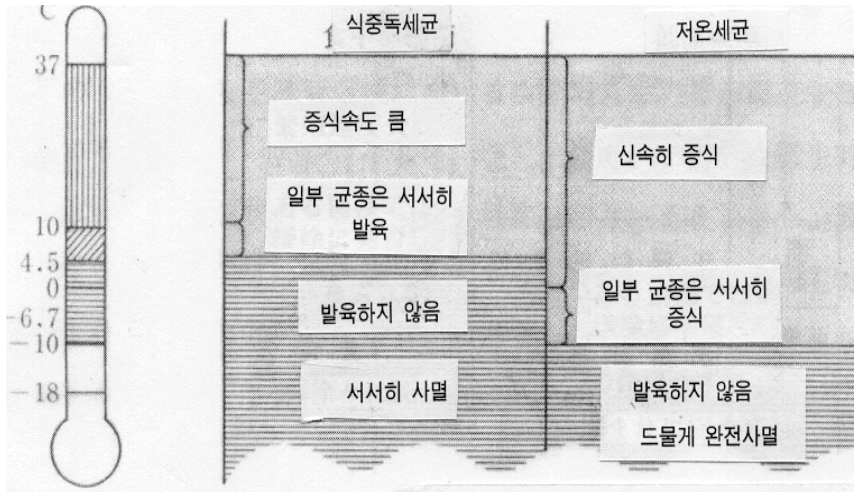 C
식중독세균
저온세균
37
증식속도 큼
신속히 증식
일부 균종은 서서히
발육
10
4.5
0
일부 균종은 서서히
증식
발육하지 않음
-6.7
-10
서서히 사멸
발육하지 않음
-18
드물게 완전사멸